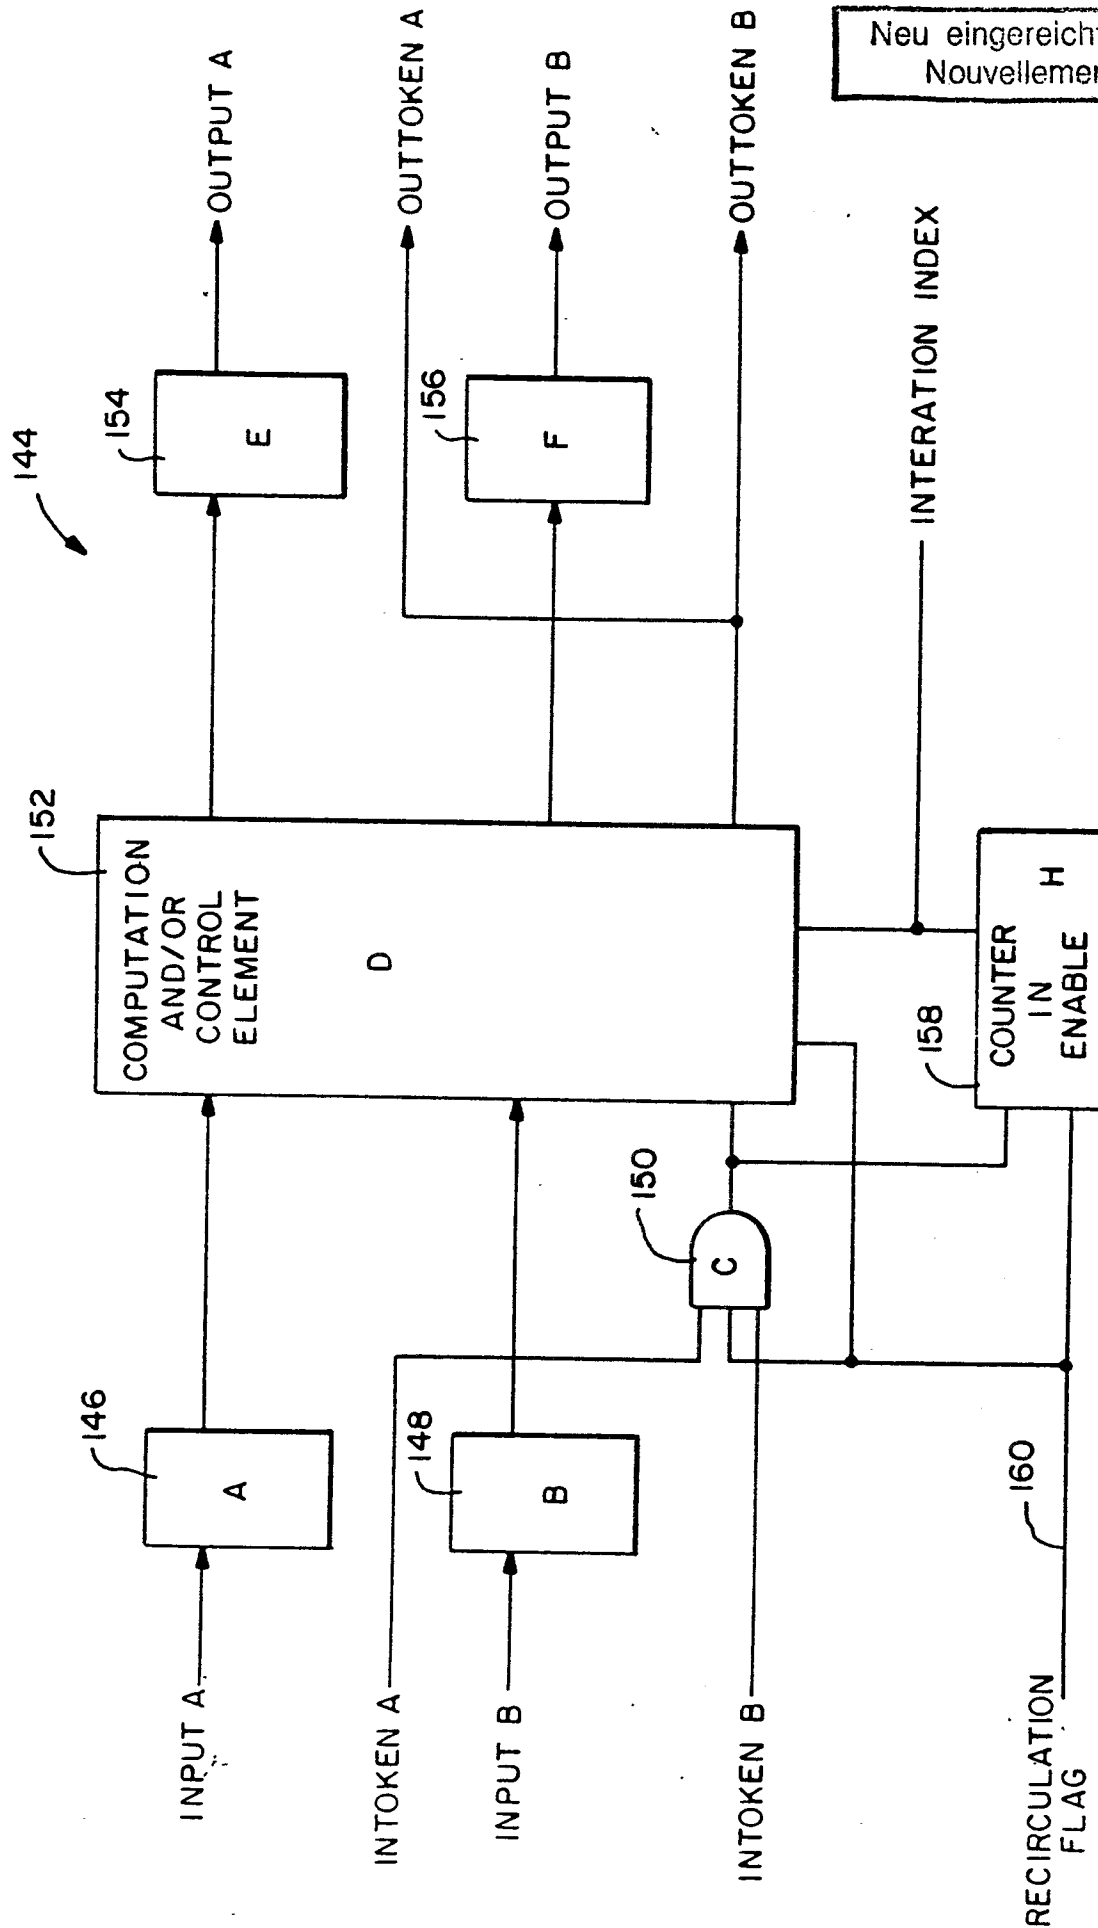 Neu eingereicht
Nouvellemen
144
INPUT A
146
A
INTOKEN A
INPUT B
148
B
INTOKEN B
150
C
RECIRCULATION
FLAG
160
152
COMPUTATION
AND/OR
CONTROL
ELEMENT
D
158
COUNTER
IN
ENABLE
H
154
E
156
F
OUTPUT A
OUTTOKEN A
OUTPUT B
OUTTOKEN B
INTERATION INDEX